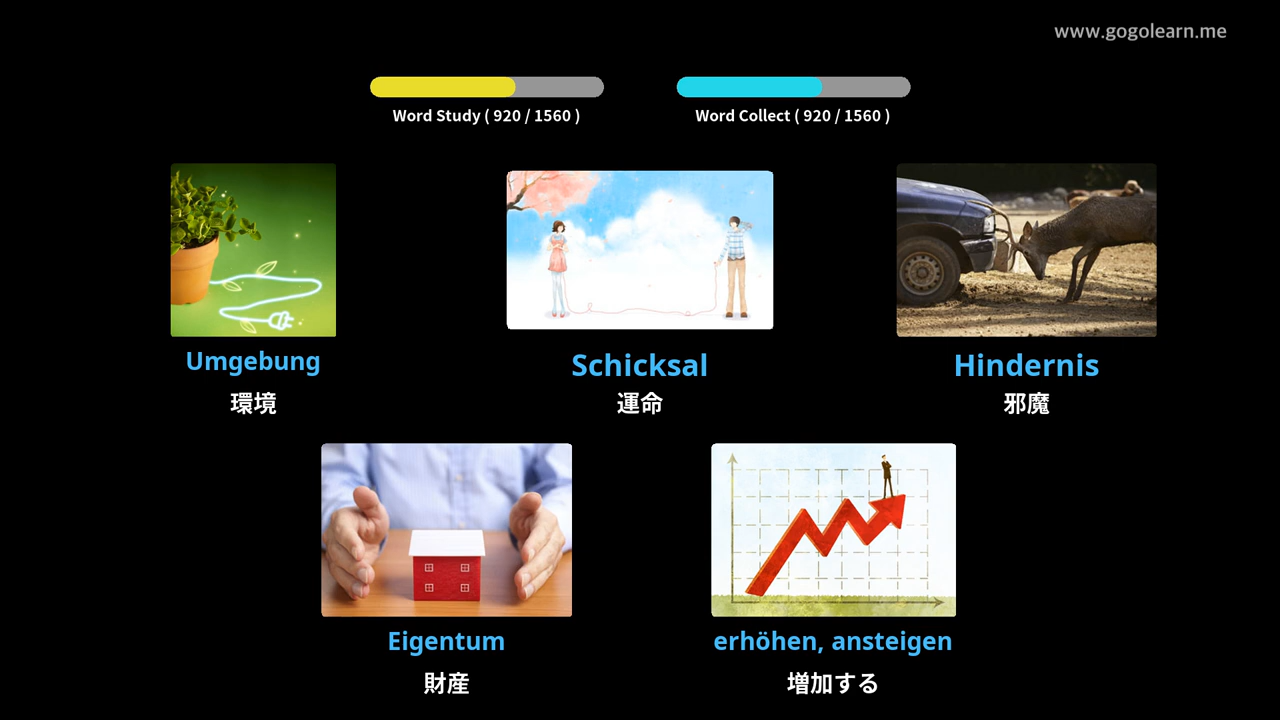 www.gogolearn.me
Word Study ( 920 / 1560 )
Word Collect ( 920 / 1560 )
Umgebung
環境
Schicksal
運命
Hindernis
邪魔
Eigentum
財産
erhöhen, ansteigen
増加する